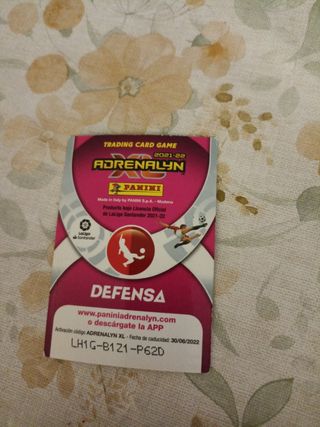 TRADING CARD GAME
2021-22
ADRENALYN
XL
PANINI
Made in Italy by PANINI S.p.A. - Modena
Producto bajo Licencia Oficial
de LaLiga Santander 2021-22
LaLiga
Santander
DEFENSA
www.paniniadrenalyn.com
o descárgate la APP
Activación código ADRENALYN XL - Fecha de caducidad: 30/06/2022
LH1G-B1Z1-P62D